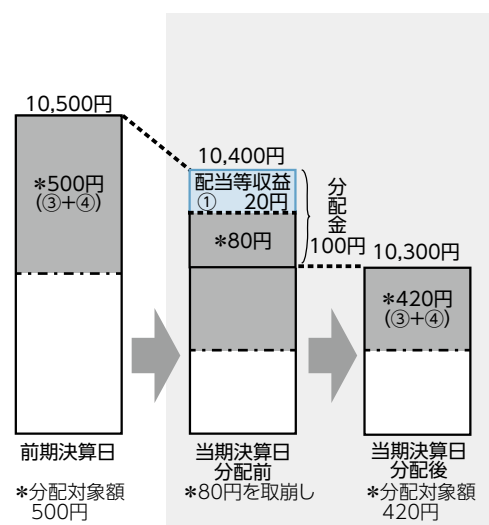 10,500円
*500円
(③+④)
10,400円
配当等収益
① 20円
*80円
分配金
100円
10,300円
*420円
(③+④)
前期決算日
*分配対象額
500円
当期決算日
分配前
*80円を取崩し
当期決算日
分配後
*分配対象額
420円